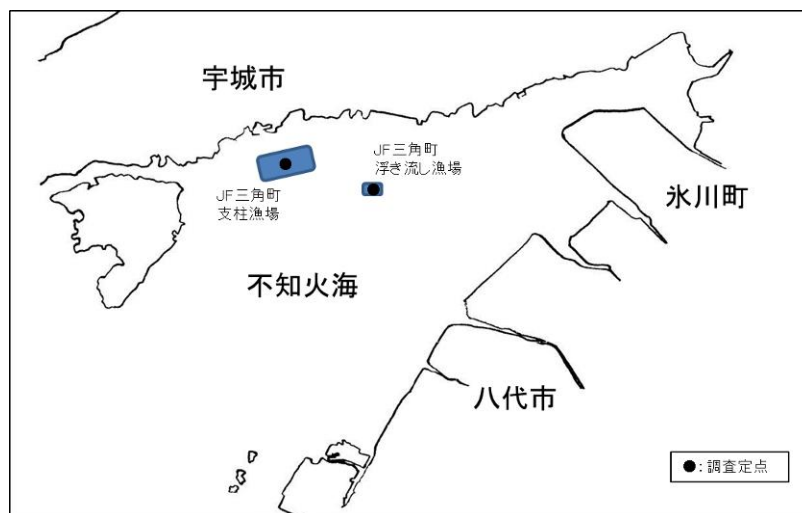 宇城市
JF三角町
浮き流し漁場
JF三角町
支柱漁場
氷川町
不知火海
八代市
●:調査定点